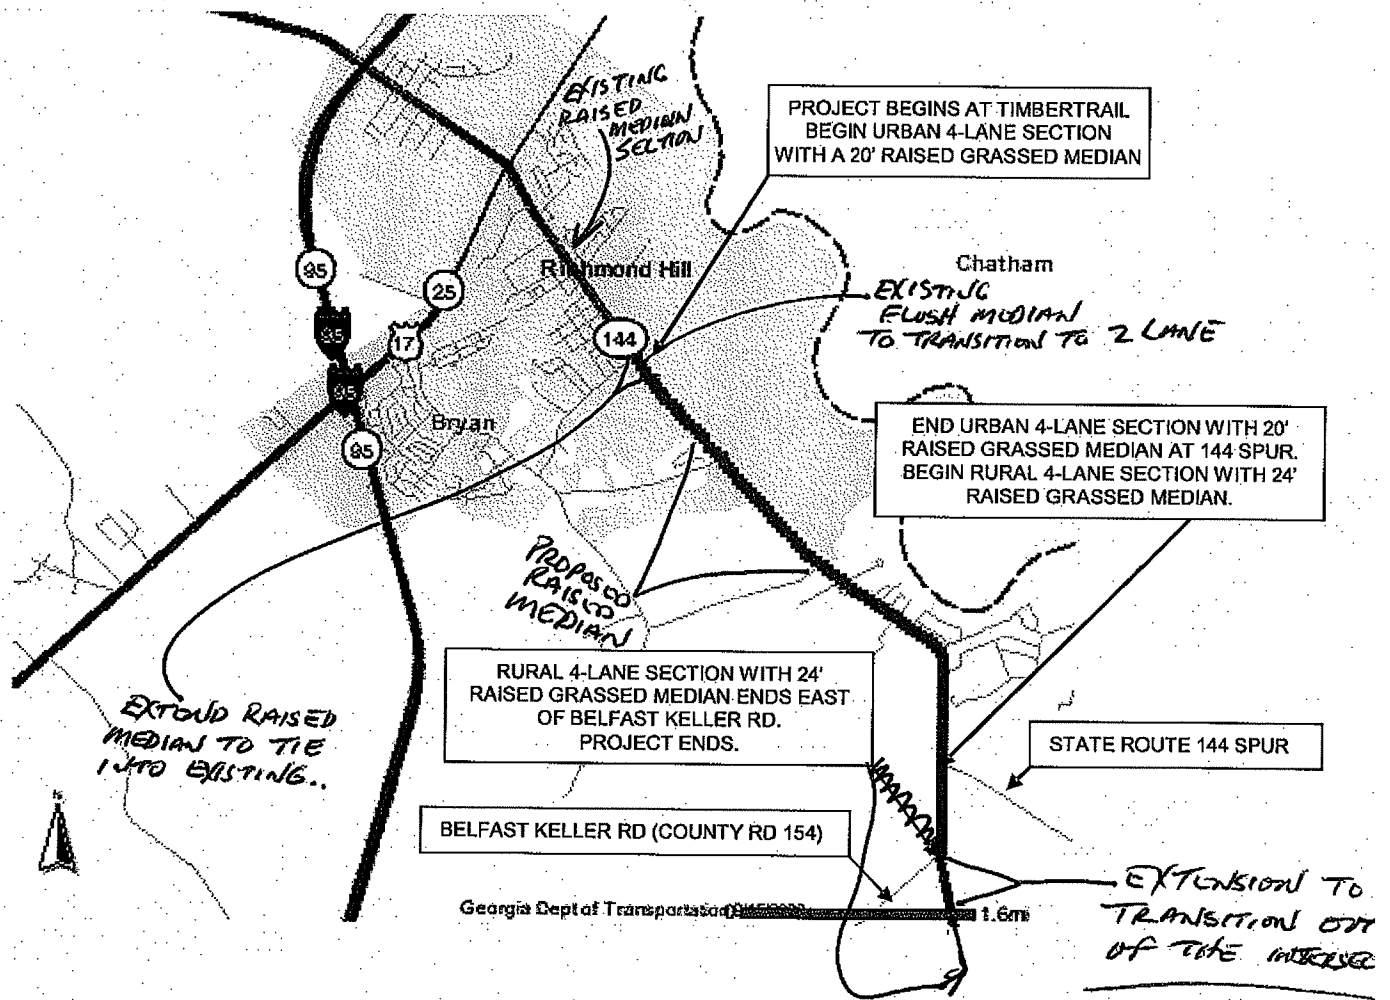 EXISTING
RAISED
MEDIAN
SECTION
PROJECT BEGINS AT TIMBERTRAIL
BEGIN URBAN 4-LANE SECTION
WITH A 20' RAISED GRASSED MEDIAN
95
25
Richmond Hill
Chatham
EXISTING
FLUSH MEDIAN
TO TRANSITION TO 2 LANE
95
17
144
95
Bryan
95
END URBAN 4-LANE SECTION WITH 20'
RAISED GRASSED MEDIAN AT 144 SPUR.
BEGIN RURAL 4-LANE SECTION WITH 24'
RAISED GRASSED MEDIAN.
PROPOSED
RAISED
MEDIAN
RURAL 4-LANE SECTION WITH 24'
RAISED GRASSED MEDIAN ENDS EAST
OF BELFAST KELLER RD.
PROJECT ENDS.
EXTEND RAISED
MEDIAN TO TIE
INTO EXISTING..
STATE ROUTE 144 SPUR
N
BELFAST KELLER RD (COUNTY RD 154)
Georgia Dept of Transportation
1.6mi
EXTENSION TO
TRANSITION OUT
OF THE INTERSEC